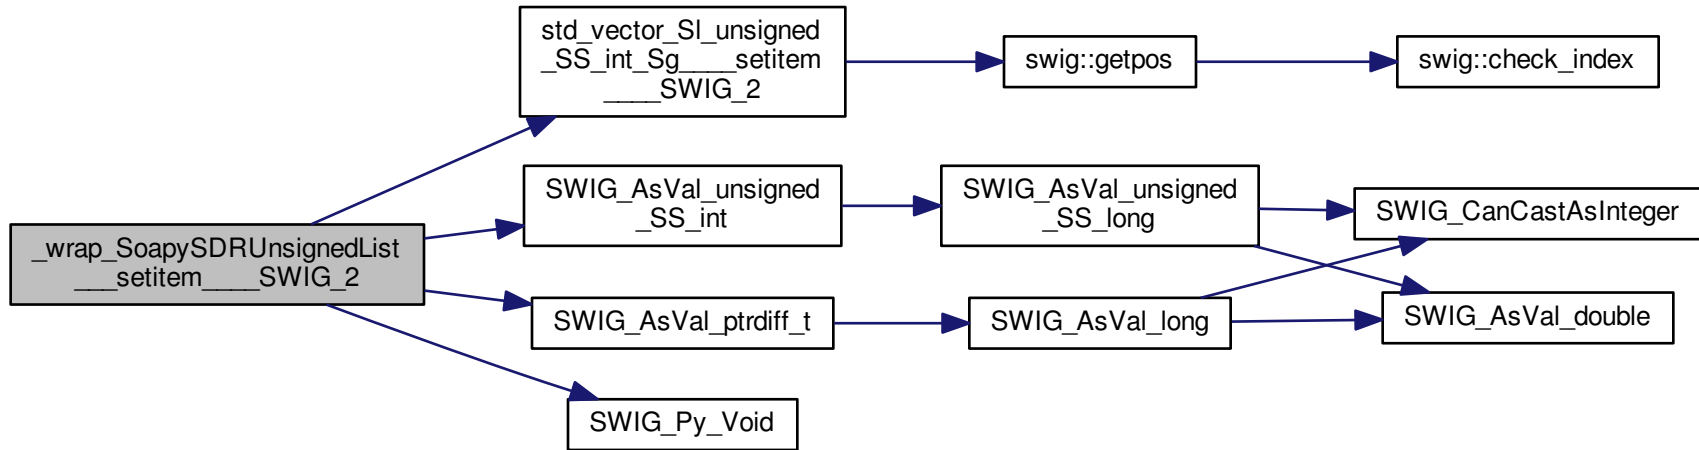 std_vector_Sl_unsigned
_SS_int_Sg____setitem
____SWIG_2
swig::getpos
swig::check_index
SWIG_AsVal_unsigned
_SS_int
SWIG_AsVal_unsigned
_SS_long
SWIG_CanCastAsInteger
_wrap_SoapySDRUnsignedList
___setitem____SWIG_2
SWIG_AsVal_ptrdiff_t
SWIG_AsVal_long
SWIG_AsVal_double
SWIG_Py_Void